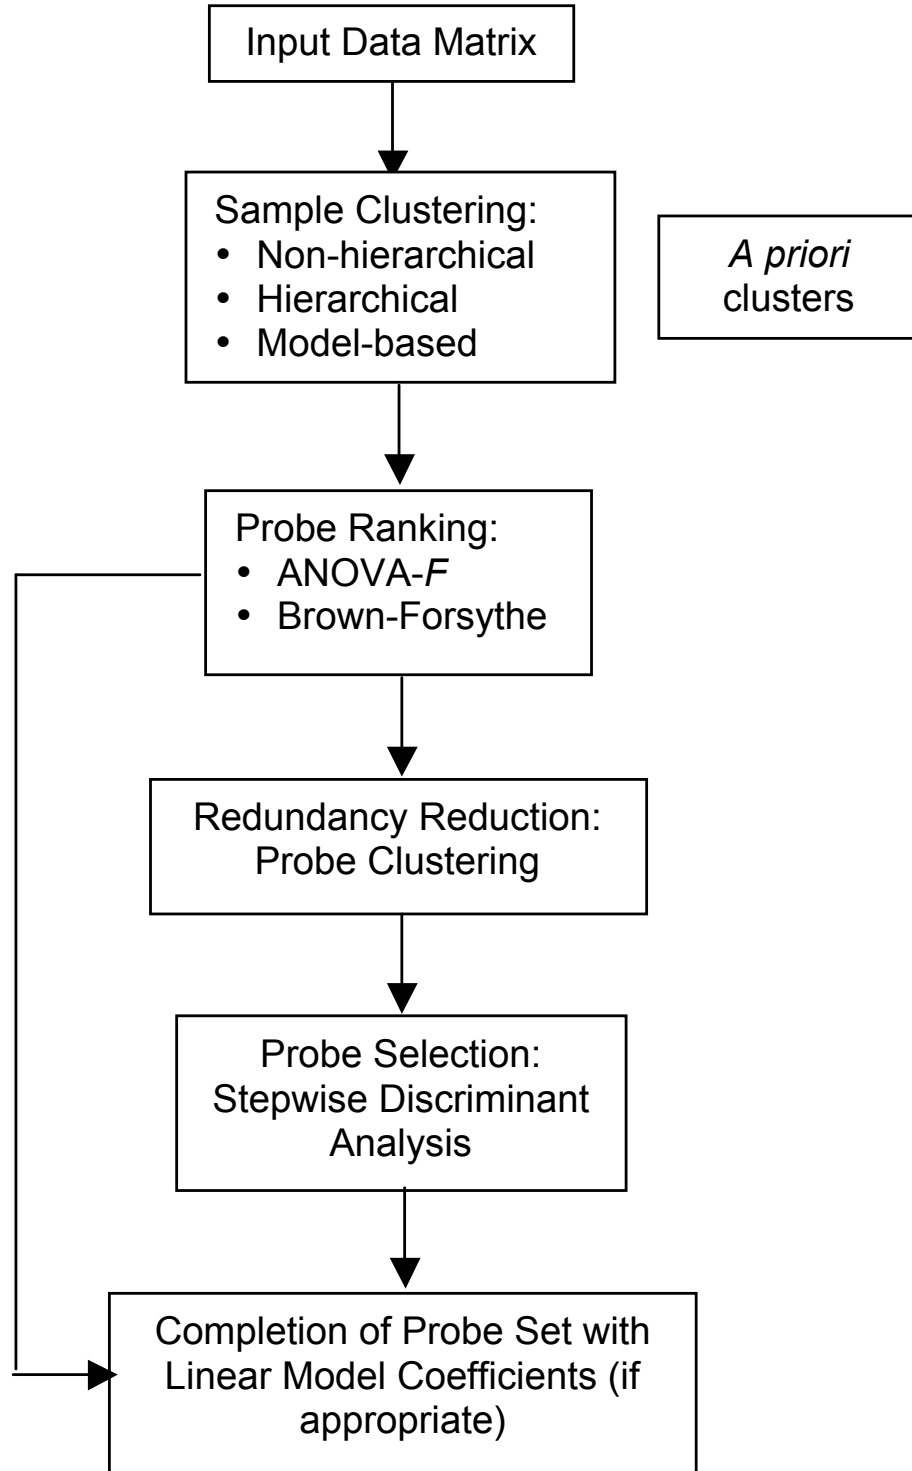 Input Data Matrix
Sample Clustering:
• Non-hierarchical
• Hierarchical
• Model-based
A priori
clusters
Probe Ranking:
• ANOVA-F
• Brown-Forsythe
Redundancy Reduction:
Probe Clustering
Probe Selection:
Stepwise Discriminant
Analysis
Completion of Probe Set with
Linear Model Coefficients (if
appropriate)